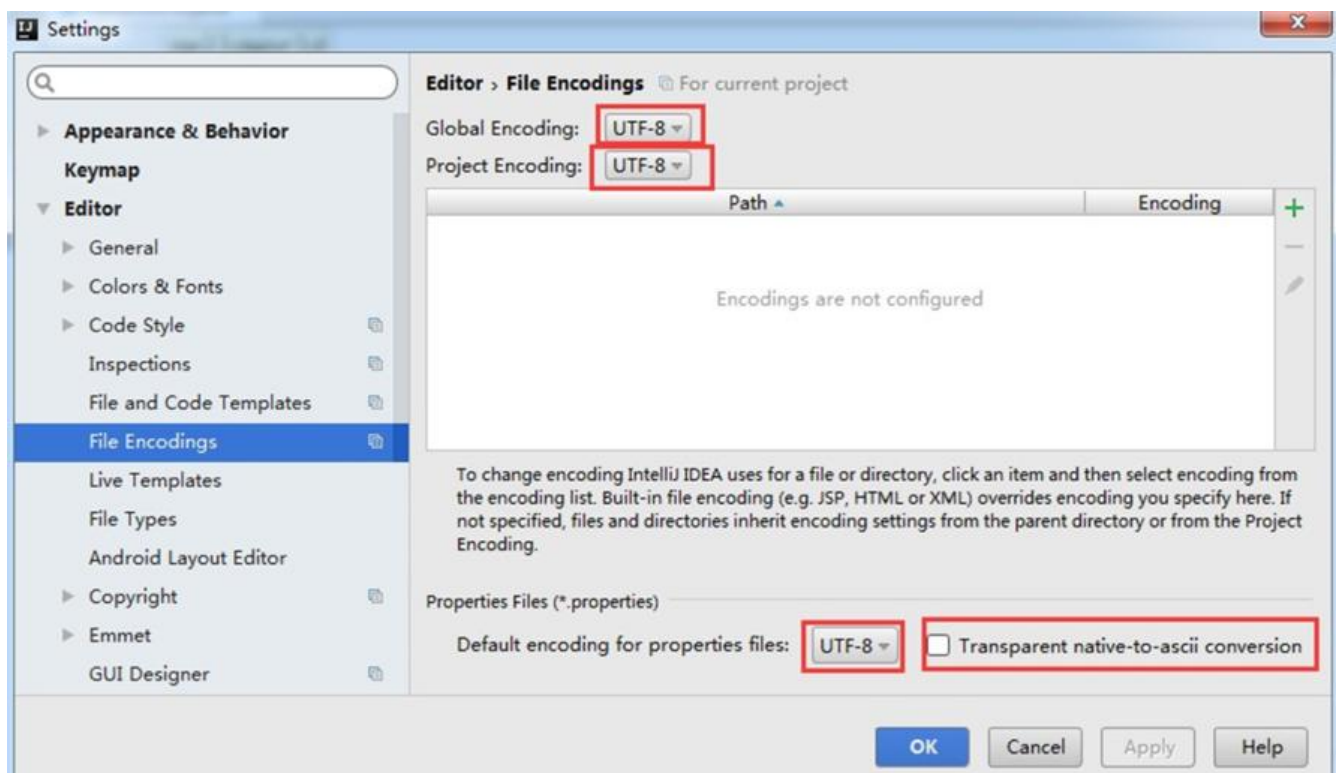 Settings
Appearance & Behavior
Keymap
Editor
General
Colors & Fonts
Code Style
Inspections
File and Code Templates
File Encodings
Live Templates
File Types
Android Layout Editor
Copyright
Emmet
GUI Designer
Editor › File Encodings For current project
Global Encoding: UTF-8
Project Encoding: UTF-8
Path Encoding
Encodings are not configured
To change encoding IntelliJ IDEA uses for a file or directory, click an item and then select encoding from
the encoding list. Built-in file encoding (e.g. JSP, HTML or XML) overrides encoding you specify here. If
not specified, files and directories inherit encoding settings from the parent directory or from the Project
Encoding.
Properties Files (*.properties)
Default encoding for properties files: UTF-8 Transparent native-to-ascii conversion
OK Cancel Apply Help